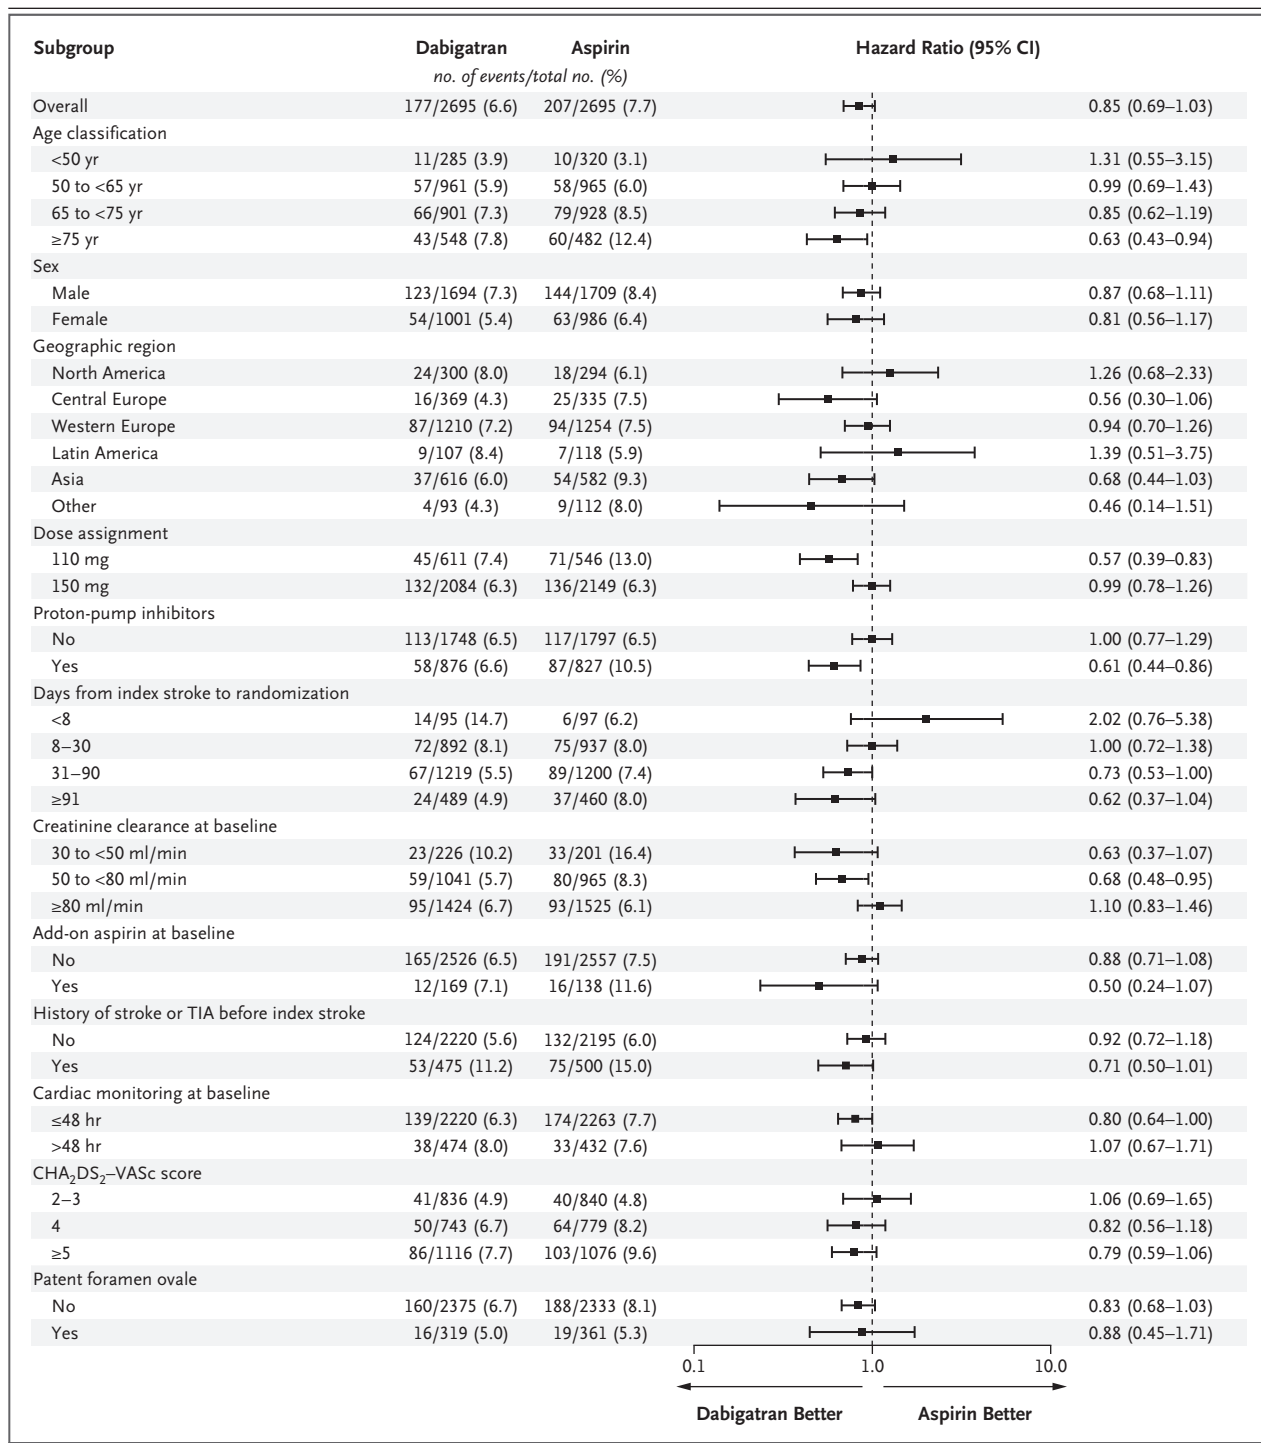 Subgroup Dabigatran Aspirin Hazard Ratio (95% CI)
no. of events/total no. (%)
Overall 177/2695 (6.6) 207/2695 (7.7) 0.85 (0.69–1.03)
Age classification
<50 yr 11/285 (3.9) 10/320 (3.1) 1.31 (0.55–3.15)
50 to <65 yr 57/961 (5.9) 58/965 (6.0) 0.99 (0.69–1.43)
65 to <75 yr 66/901 (7.3) 79/928 (8.5) 0.85 (0.62–1.19)
≥75 yr 43/548 (7.8) 60/482 (12.4) 0.63 (0.43–0.94)
Sex
Male 123/1694 (7.3) 144/1709 (8.4) 0.87 (0.68–1.11)
Female 54/1001 (5.4) 63/986 (6.4) 0.81 (0.56–1.17)
Geographic region
North America 24/300 (8.0) 18/294 (6.1) 1.26 (0.68–2.33)
Central Europe 16/369 (4.3) 25/335 (7.5) 0.56 (0.30–1.06)
Western Europe 87/1210 (7.2) 94/1254 (7.5) 0.94 (0.70–1.26)
Latin America 9/107 (8.4) 7/118 (5.9) 1.39 (0.51–3.75)
Asia 37/616 (6.0) 54/582 (9.3) 0.68 (0.44–1.03)
Other 4/93 (4.3) 9/112 (8.0) 0.46 (0.14–1.51)
Dose assignment
110 mg 45/611 (7.4) 71/546 (13.0) 0.57 (0.39–0.83)
150 mg 132/2084 (6.3) 136/2149 (6.3) 0.99 (0.78–1.26)
Proton-pump inhibitors
No 113/1748 (6.5) 117/1797 (6.5) 1.00 (0.77–1.29)
Yes 58/876 (6.6) 87/827 (10.5) 0.61 (0.44–0.86)
Days from index stroke to randomization
<8 14/95 (14.7) 6/97 (6.2) 2.02 (0.76–5.38)
8–30 72/892 (8.1) 75/937 (8.0) 1.00 (0.72–1.38)
31–90 67/1219 (5.5) 89/1200 (7.4) 0.73 (0.53–1.00)
≥91 24/489 (4.9) 37/460 (8.0) 0.62 (0.37–1.04)
Creatinine clearance at baseline
30 to <50 ml/min 23/226 (10.2) 33/201 (16.4) 0.63 (0.37–1.07)
50 to <80 ml/min 59/1041 (5.7) 80/965 (8.3) 0.68 (0.48–0.95)
≥80 ml/min 95/1424 (6.7) 93/1525 (6.1) 1.10 (0.83–1.46)
Add-on aspirin at baseline
No 165/2526 (6.5) 191/2557 (7.5) 0.88 (0.71–1.08)
Yes 12/169 (7.1) 16/138 (11.6) 0.50 (0.24–1.07)
History of stroke or TIA before index stroke
No 124/2220 (5.6) 132/2195 (6.0) 0.92 (0.72–1.18)
Yes 53/475 (11.2) 75/500 (15.0) 0.71 (0.50–1.01)
Cardiac monitoring at baseline
≤48 hr 139/2220 (6.3) 174/2263 (7.7) 0.80 (0.64–1.00)
>48 hr 38/474 (8.0) 33/432 (7.6) 1.07 (0.67–1.71)
CHA₂DS₂–VASc score
2–3 41/836 (4.9) 40/840 (4.8) 1.06 (0.69–1.65)
4 50/743 (6.7) 64/779 (8.2) 0.82 (0.56–1.18)
≥5 86/1116 (7.7) 103/1076 (9.6) 0.79 (0.59–1.06)
Patent foramen ovale
No 160/2375 (6.7) 188/2333 (8.1) 0.83 (0.68–1.03)
Yes 16/319 (5.0) 19/361 (5.3) 0.88 (0.45–1.71)
0.1 1.0 10.0
Dabigatran Better Aspirin Better